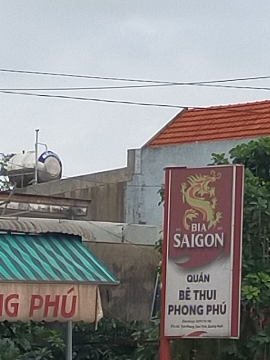 BIA
SAIGON
QUÁN
BÊ THUI
PHONG PHÚ
NG PHÚ